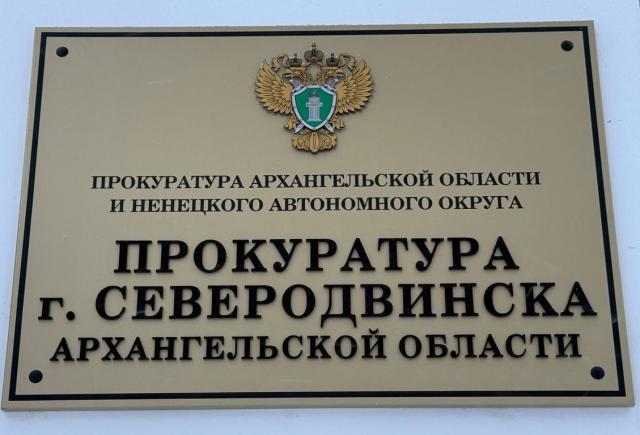 ПРОКУРАТУРА АРХАНГЕЛЬСКОЙ ОБЛАСТИ
И НЕНЕЦКОГО АВТОНОМНОГО ОКРУГА
ПРОКУРАТУРА
г. СЕВЕРОДВИНСКА
АРХАНГЕЛЬСКОЙ ОБЛАСТИ